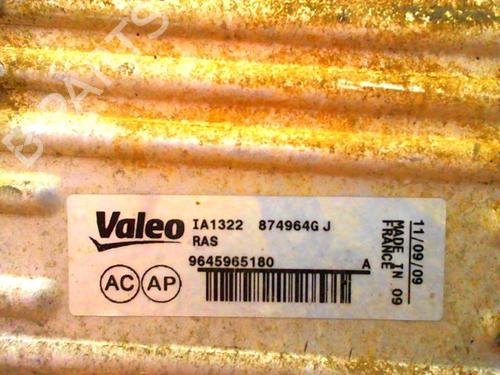 B-PARTS
Valeo IA1322 874964G J
RAS
9645965180 A
AC AP
11/09/09
MADE IN 09
FRANCE